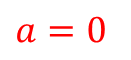 a = 0